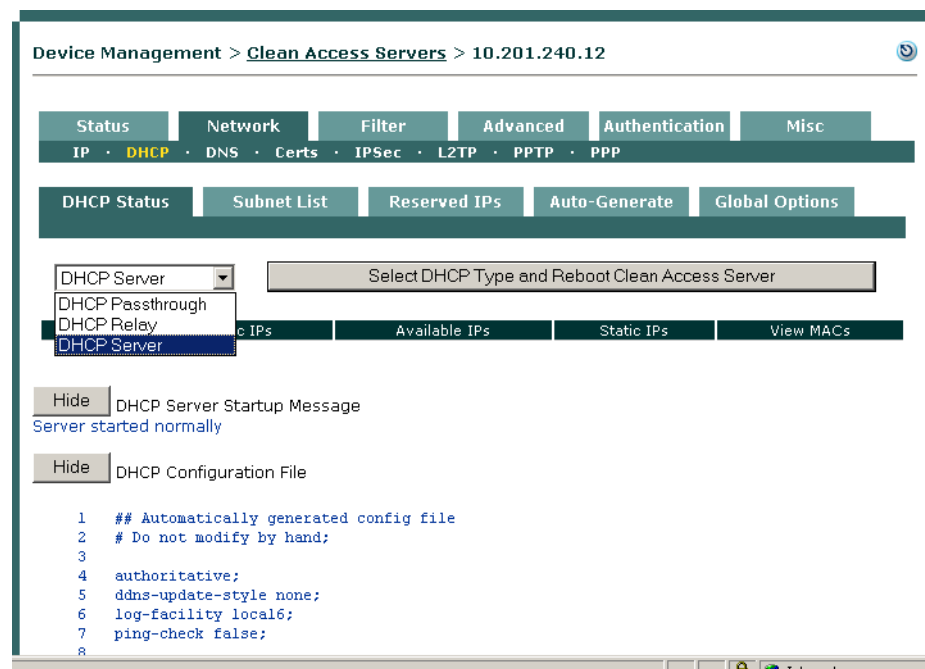 Device Management > Clean Access Servers > 10.201.240.12
Status Network Filter Advanced Authentication Misc
IP · DHCP · DNS · Certs · IPSec · L2TP · PPTP · PPP
DHCP Status Subnet List Reserved IPs Auto-Generate Global Options
DHCP Server Select DHCP Type and Reboot Clean Access Server
DHCP Passthrough
DHCP Relay
DHCP Server
IPs Available IPs Static IPs View MACs
Hide DHCP Server Startup Message
Server started normally
Hide DHCP Configuration File
1 ## Automatically generated config file
2 # Do not modify by hand;
3
4 authoritative;
5 ddns-update-style none;
6 log-facility local6;
7 ping-check false;
8